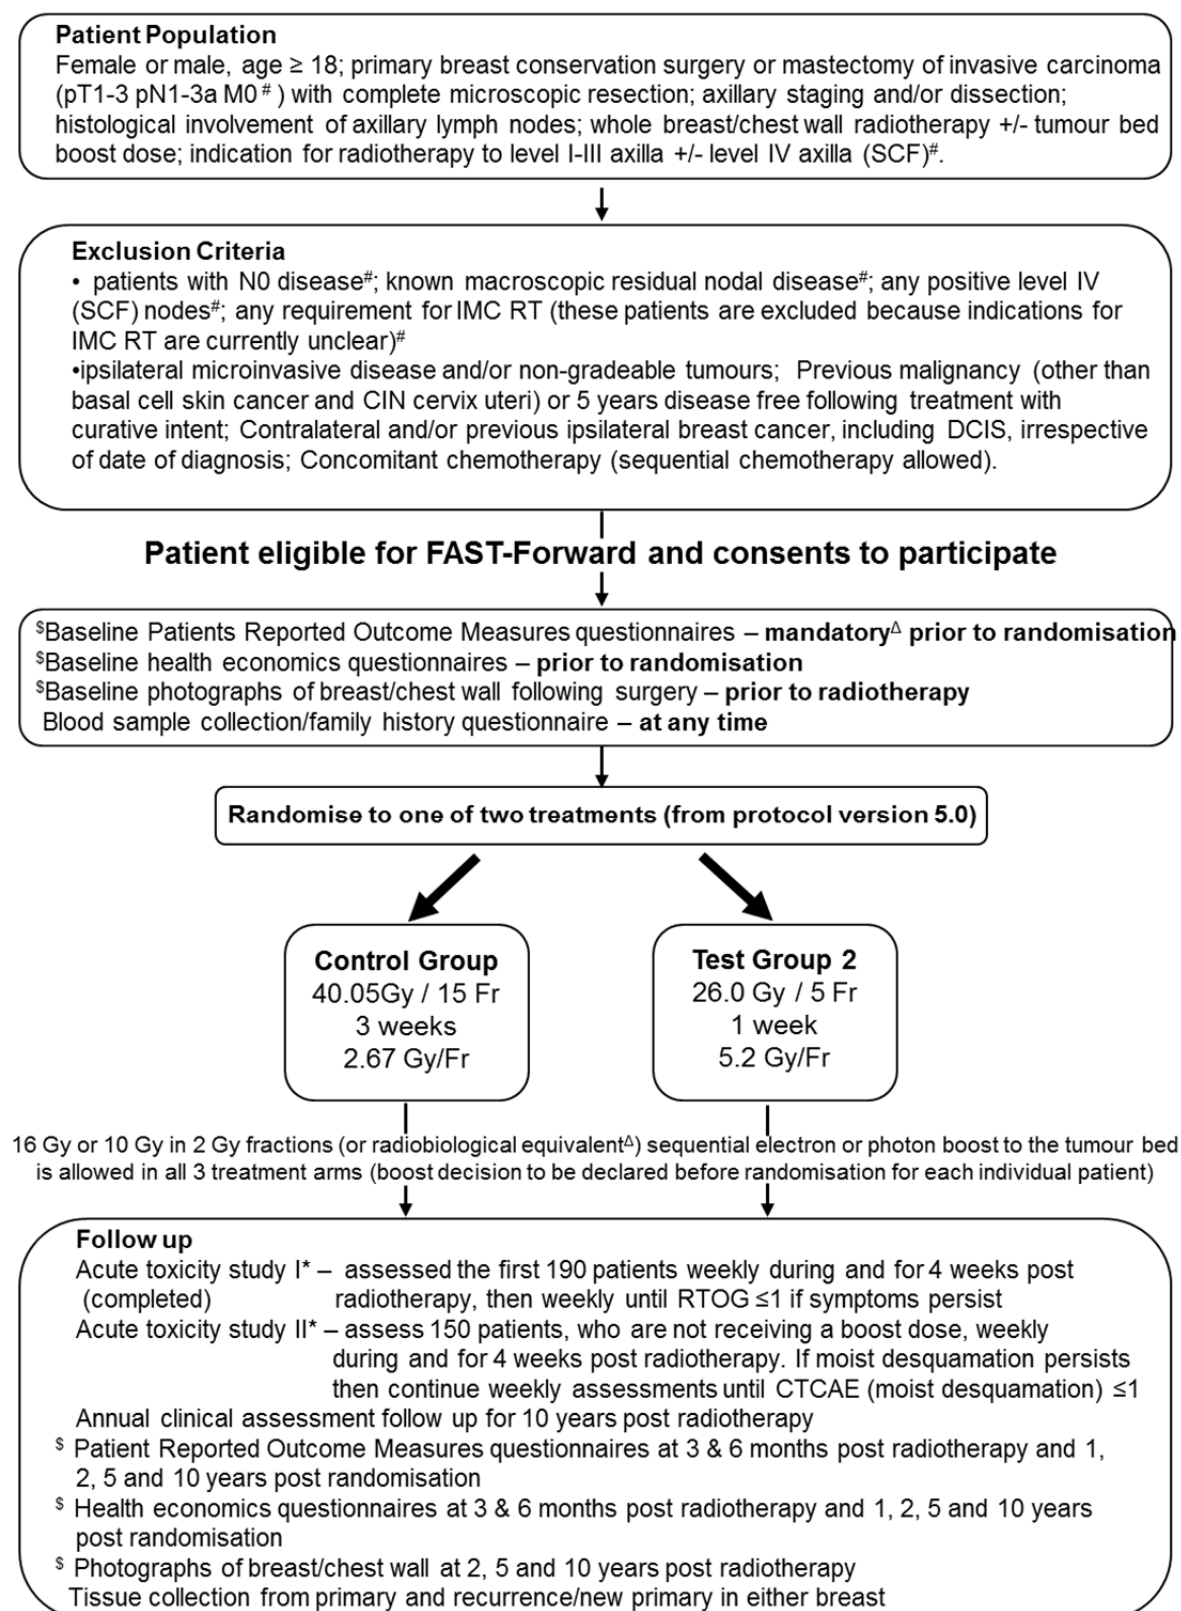 Patient Population
Female or male, age ≥ 18; primary breast conservation surgery or mastectomy of invasive carcinoma
(pT1-3 pN1-3a M0 # ) with complete microscopic resection; axillary staging and/or dissection;
histological involvement of axillary lymph nodes; whole breast/chest wall radiotherapy +/- tumour bed
boost dose; indication for radiotherapy to level I-III axilla +/- level IV axilla (SCF)#.
Exclusion Criteria
• patients with N0 disease#; known macroscopic residual nodal disease#; any positive level IV
(SCF) nodes#; any requirement for IMC RT (these patients are excluded because indications for
IMC RT are currently unclear)#
•ipsilateral microinvasive disease and/or non-gradeable tumours; Previous malignancy (other than
basal cell skin cancer and CIN cervix uteri) or 5 years disease free following treatment with
curative intent; Contralateral and/or previous ipsilateral breast cancer, including DCIS, irrespective
of date of diagnosis; Concomitant chemotherapy (sequential chemotherapy allowed).
Patient eligible for FAST-Forward and consents to participate
$Baseline Patients Reported Outcome Measures questionnaires – mandatoryΔ prior to randomisation
$Baseline health economics questionnaires – prior to randomisation
$Baseline photographs of breast/chest wall following surgery – prior to radiotherapy
Blood sample collection/family history questionnaire – at any time
Randomise to one of two treatments (from protocol version 5.0)
Control Group
40.05Gy / 15 Fr
3 weeks
2.67 Gy/Fr
Test Group 2
26.0 Gy / 5 Fr
1 week
5.2 Gy/Fr
16 Gy or 10 Gy in 2 Gy fractions (or radiobiological equivalentΔ) sequential electron or photon boost to the tumour bed
is allowed in all 3 treatment arms (boost decision to be declared before randomisation for each individual patient)
Follow up
Acute toxicity study I* – assessed the first 190 patients weekly during and for 4 weeks post
(completed) radiotherapy, then weekly until RTOG ≤1 if symptoms persist
Acute toxicity study II* – assess 150 patients, who are not receiving a boost dose, weekly
during and for 4 weeks post radiotherapy. If moist desquamation persists
then continue weekly assessments until CTCAE (moist desquamation) ≤1
Annual clinical assessment follow up for 10 years post radiotherapy
$ Patient Reported Outcome Measures questionnaires at 3 & 6 months post radiotherapy and 1,
2, 5 and 10 years post randomisation
$ Health economics questionnaires at 3 & 6 months post radiotherapy and 1, 2, 5 and 10 years
post randomisation
$ Photographs of breast/chest wall at 2, 5 and 10 years post radiotherapy
Tissue collection from primary and recurrence/new primary in either breast